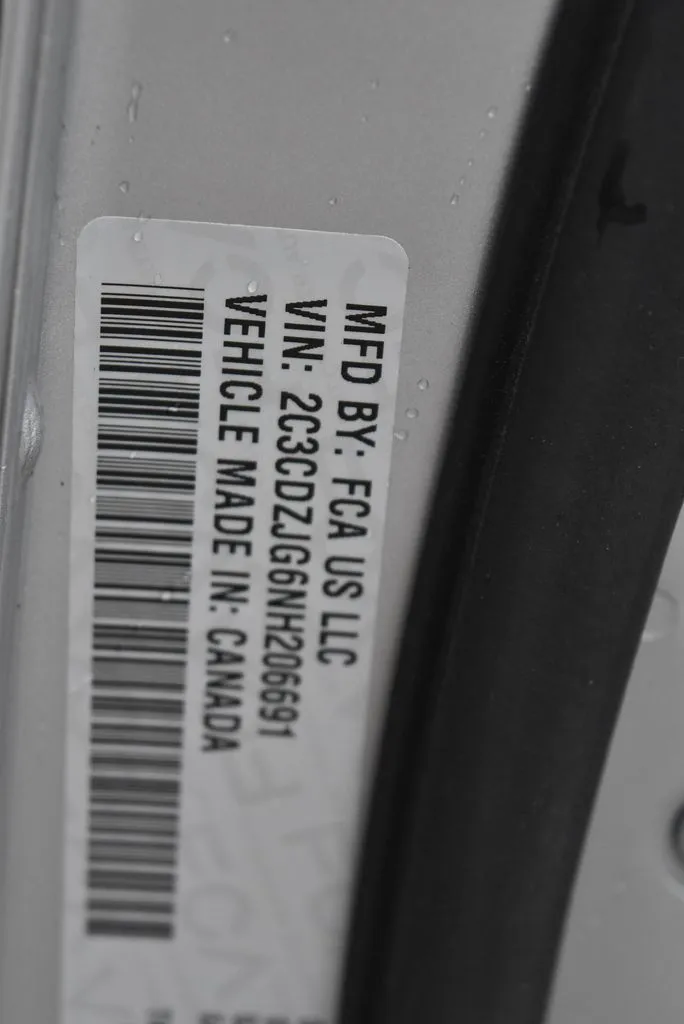 MFD BY: FCA US LLC
VIN: 2C3CDZJG6NH206691
VEHICLE MADE IN: CANADA